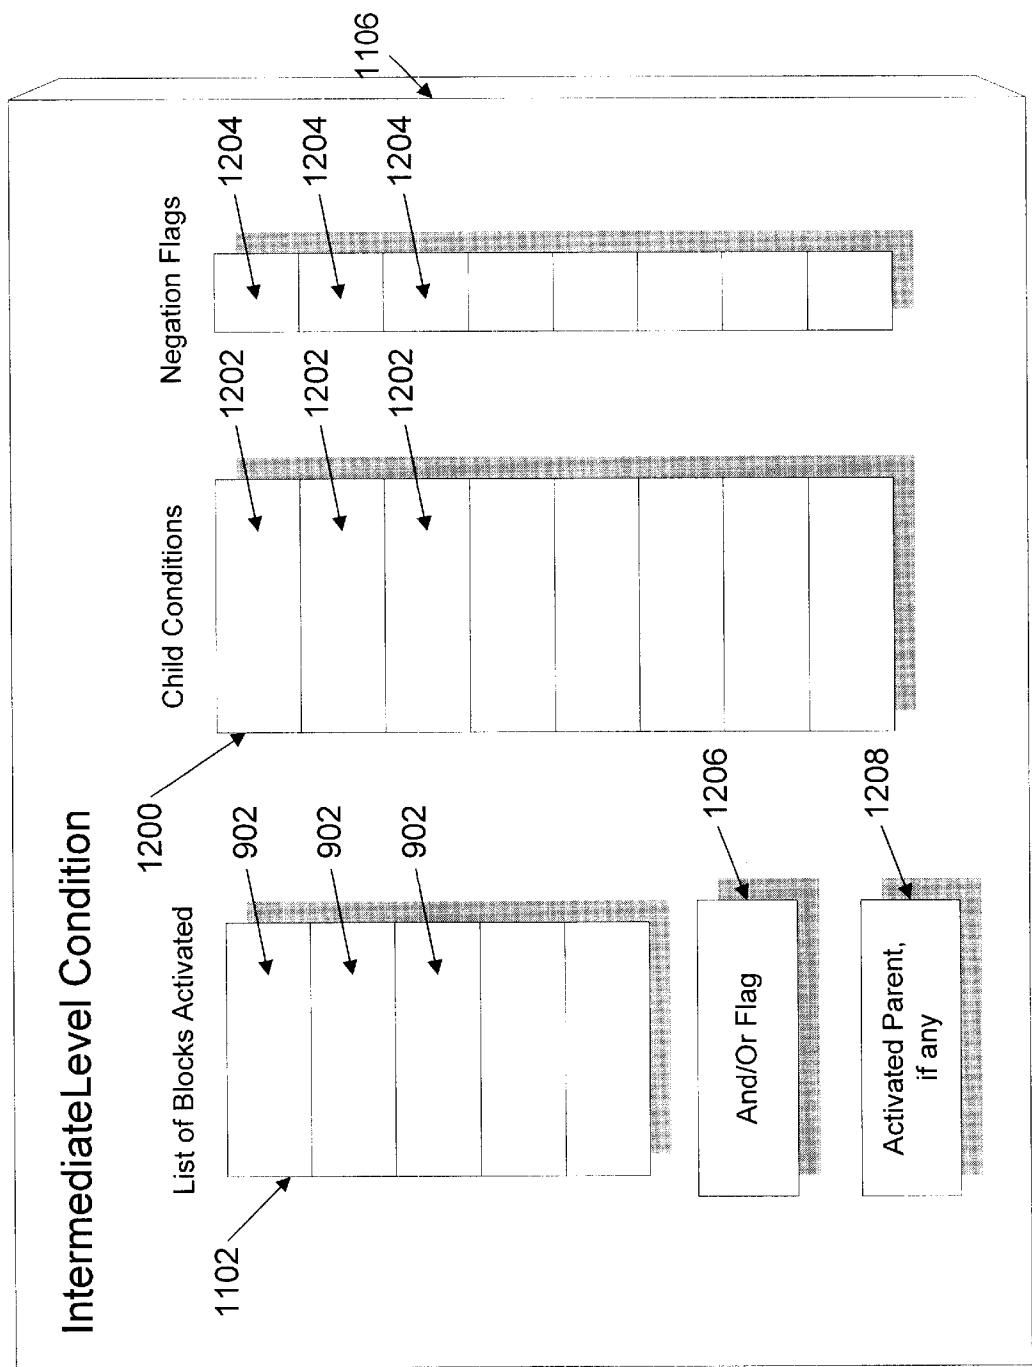 IntermediateLevel Condition
1106
1200
List of Blocks Activated
Child Conditions
Negation Flags
1102
902
902
902
1202
1202
1202
1204
1204
1204
And/Or Flag
1206
Activated Parent,
if any
1208